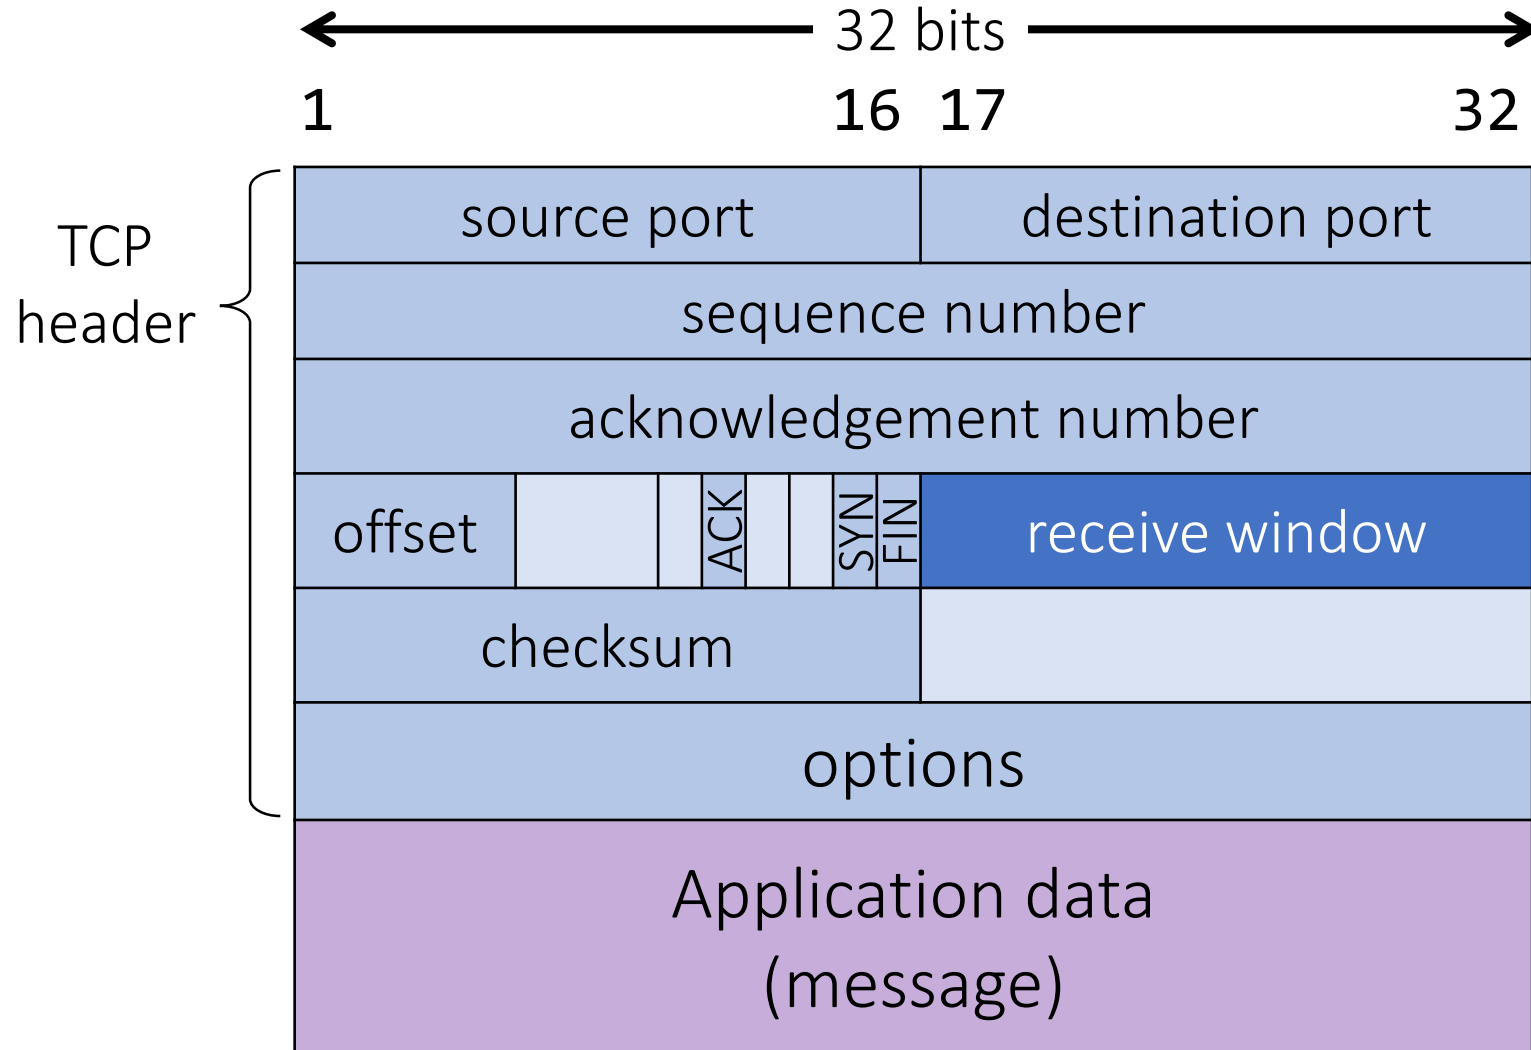 32 bits
1 16 17 32
TCP
header
source port destination port
sequence number
acknowledgement number
offset ACK SYN FIN receive window
checksum
options
Application data
(message)